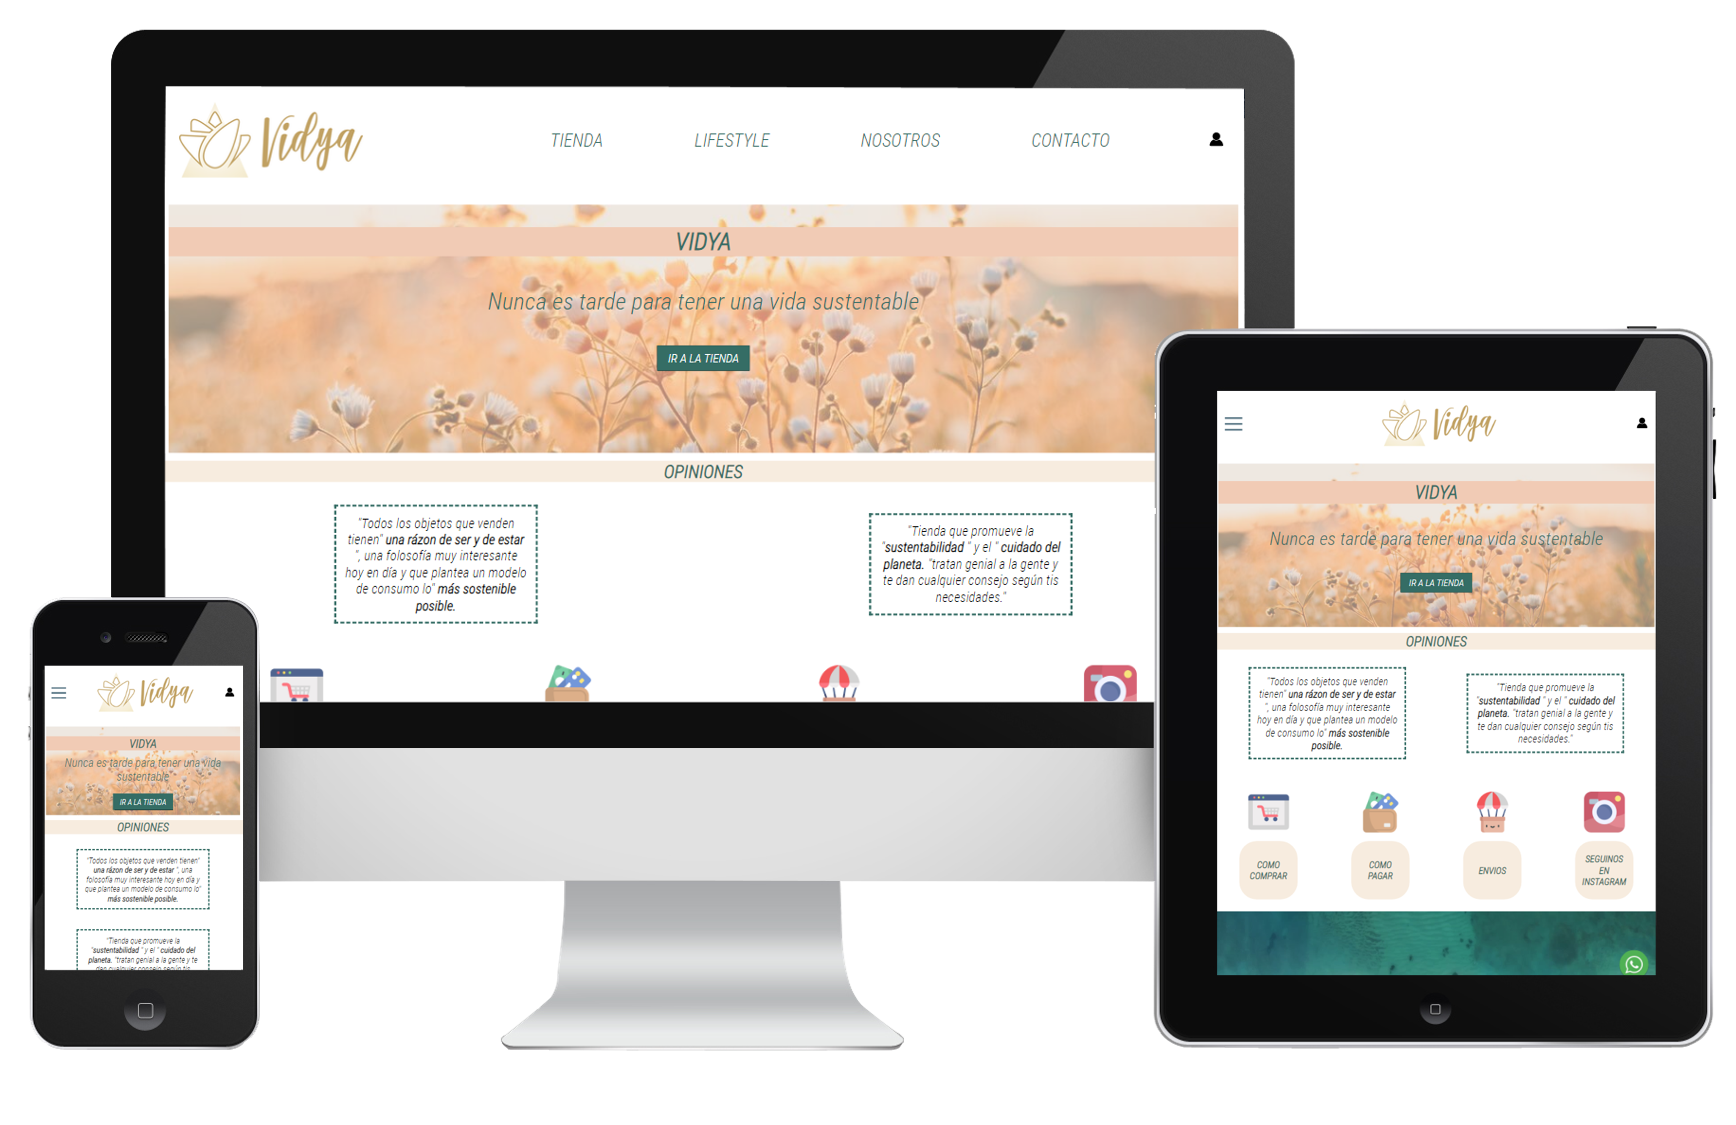 Vidya
TIENDA LIFESTYLE NOSOTROS CONTACTO
VIDYA
Nunca es tarde para tener una vida sustentable
IR A LA TIENDA
OPINIONES
"Todos los objetos que venden
tienen" una rázon de ser y de estar
", una folosofía muy interesante
hoy en día y que plantea un modelo
de consumo lo" más sostenible
posible.
"Tienda que promueve la
"sustentabilidad " y el " cuidado del
planeta. "tratan genial a la gente y
te dan cualquier consejo según tis
necesidades."
Vidya
VIDYA
Nunca es tarde para tener una vida
sustentable
IR A LA TIENDA
OPINIONES
"Todos los objetos que venden tienen"
una rázon de ser y de estar ", una
folosofía muy interesante hoy en día y
que plantea un modelo de consumo lo"
más sostenible posible.
"Tienda que promueve la
"sustentabilidad " y el " cuidado del
planeta. "tratan genial a la gente y te
dan cualquier consejo según tis
Vidya
VIDYA
Nunca es tarde para tener una vida sustentable
IR A LA TIENDA
OPINIONES
"Todos los objetos que venden
tienen" una rázon de ser y de estar
", una folosofía muy interesante
hoy en día y que plantea un modelo
de consumo lo" más sostenible
posible.
"Tienda que promueve la
"sustentabilidad " y el " cuidado del
planeta. "tratan genial a la gente y
te dan cualquier consejo según tis
necesidades."
COMO
COMPRAR
COMO
PAGAR
ENVIOS
SEGUINOS
EN
INSTAGRAM